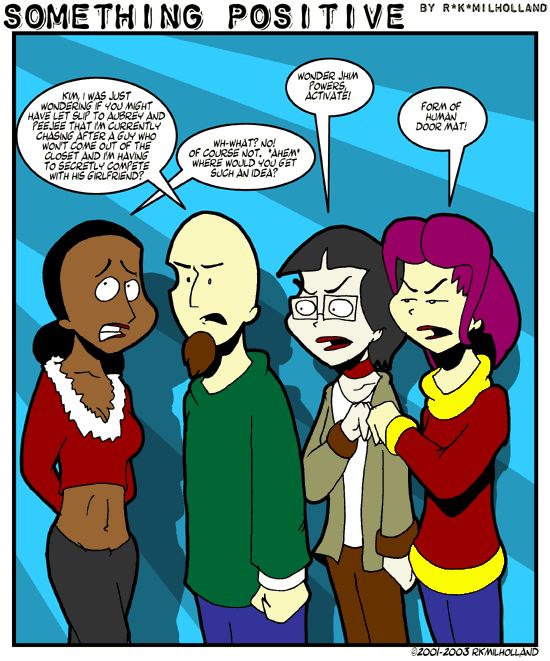 SOMETHING POSITIVE BY R*K*MILHOLLAND
KIM, I WAS JUST
WONDERING IF YOU MIGHT
HAVE LET SLIP TO AUBREY AND
PEEJEE THAT I'M CURRENTLY
CHASING AFTER A GUY WHO
WON'T COME OUT OF THE
CLOSET AND I'M HAVING
TO SECRETLY COMPETE
WITH HIS GIRLFRIEND?
WH-WHAT? NO!
OF COURSE NOT. *AHEM*
WHERE WOULD YOU GET
SUCH AN IDEA?
WONDER JHIM
POWERS,
ACTIVATE!
FORM OF
HUMAN
DOOR MAT!
©2001-2003 RKMILHOLLAND